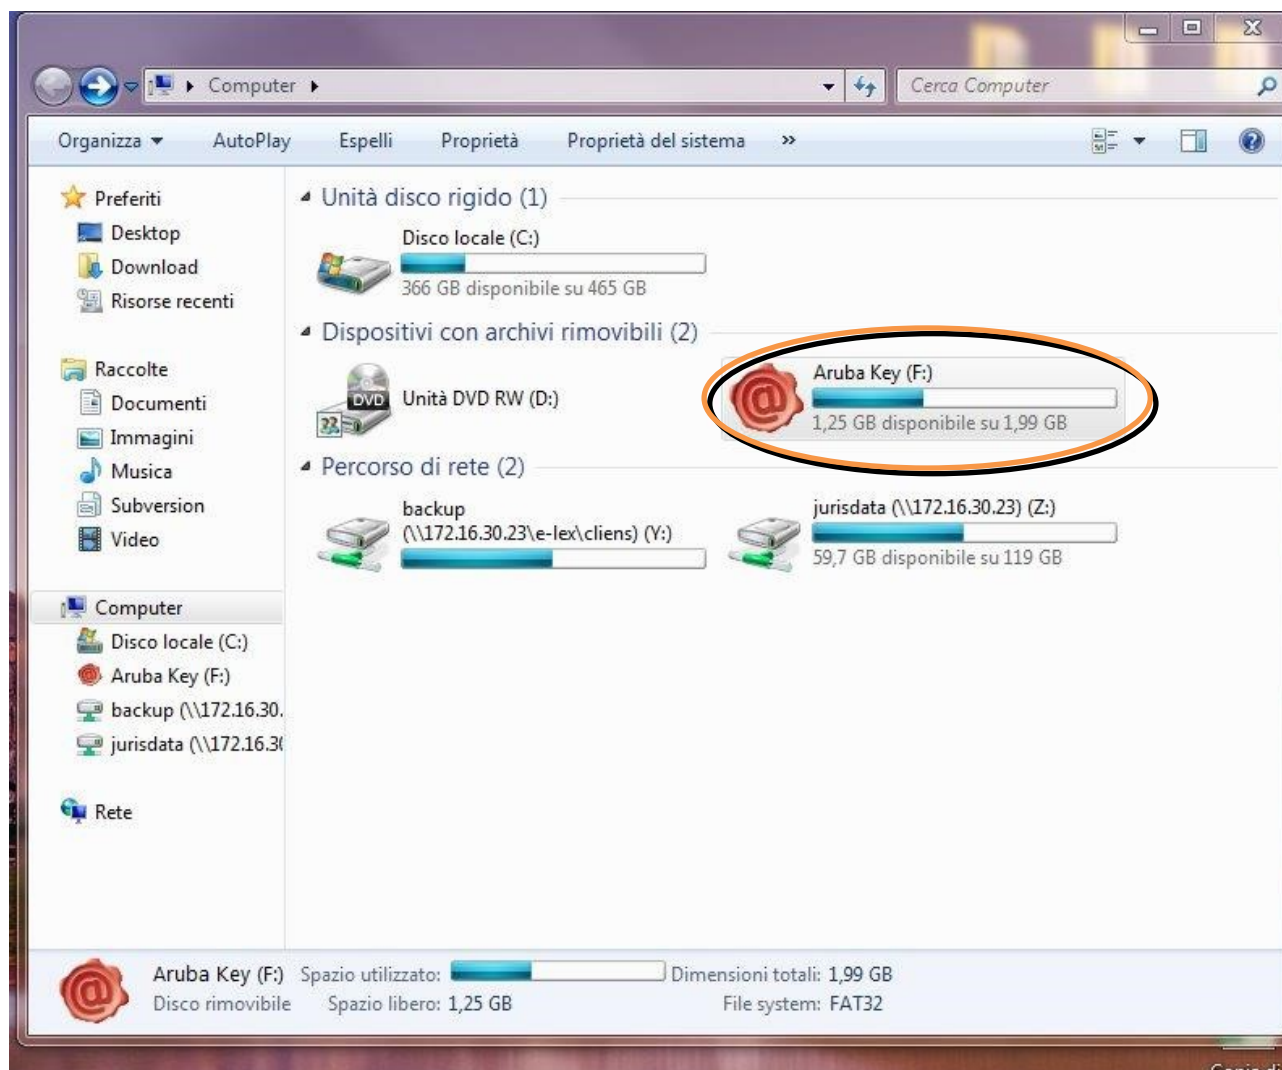 Computer
Cerca Computer
Organizza
AutoPlay
Espelli
Proprietà
Proprietà del sistema
»
Preferiti
Desktop
Download
Risorse recenti
Raccolte
Documenti
Immagini
Musica
Subversion
Video
Computer
Disco locale (C:)
Aruba Key (F:)
backup (\\172.16.30.
jurisdata (\\172.16.30
Rete
Unità disco rigido (1)
Disco locale (C:)
366 GB disponibile su 465 GB
Dispositivi con archivi rimovibili (2)
DVD
Unità DVD RW (D:)
Aruba Key (F:)
1,25 GB disponibile su 1,99 GB
Percorso di rete (2)
backup
(\\172.16.30.23\e-lex\cliens) (Y:)
jurisdata (\\172.16.30.23) (Z:)
59,7 GB disponibile su 119 GB
Aruba Key (F:) Spazio utilizzato: Dimensioni totali: 1,99 GB
Disco rimovibile Spazio libero: 1,25 GB File system: FAT32